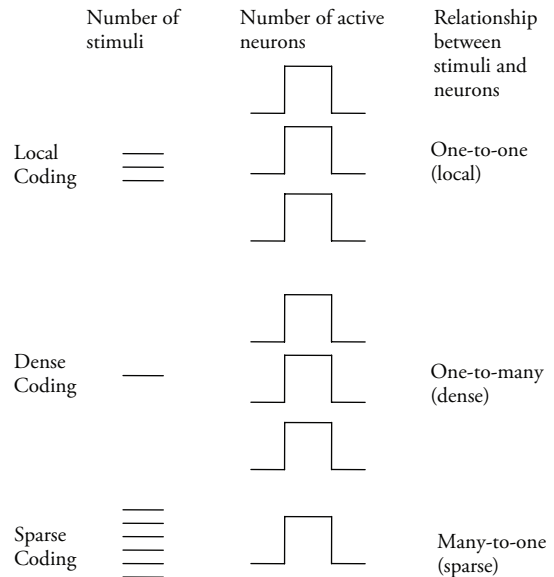 Number of
stimuli
Number of active
neurons
Relationship
between
stimuli and
neurons
Local
Coding
One-to-one
(local)
Dense
Coding
One-to-many
(dense)
Sparse
Coding
Many-to-one
(sparse)